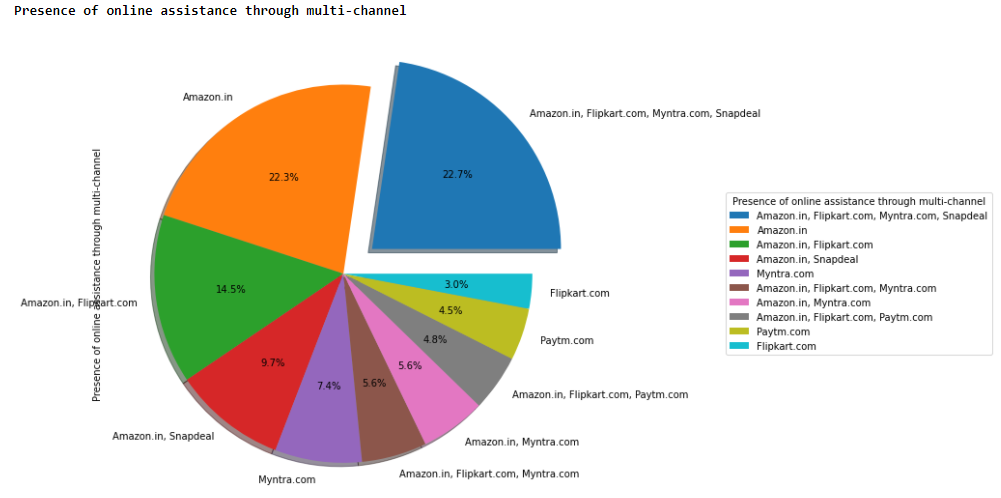 Presence of online assistance through multi-channel
Amazon.in
Amazon.in, Flipkart.com, Myntra.com, Snapdeal
22.3%
22.7%
Presence of online assistance through multi-channel
14.5%
Amazon.in, Flipkart.com
3.0%
Flipkart.com
4.5%
Paytm.com
4.8%
9.7%
5.6%
7.4%
5.6%
Amazon.in, Flipkart.com, Paytm.com
Amazon.in, Snapdeal
Amazon.in, Myntra.com
Myntra.com
Amazon.in, Flipkart.com, Myntra.com
Presence of online assistance through multi-channel
Amazon.in, Flipkart.com, Myntra.com, Snapdeal
Amazon.in
Amazon.in, Flipkart.com
Amazon.in, Snapdeal
Myntra.com
Amazon.in, Flipkart.com, Myntra.com
Amazon.in, Myntra.com
Amazon.in, Flipkart.com, Paytm.com
Paytm.com
Flipkart.com